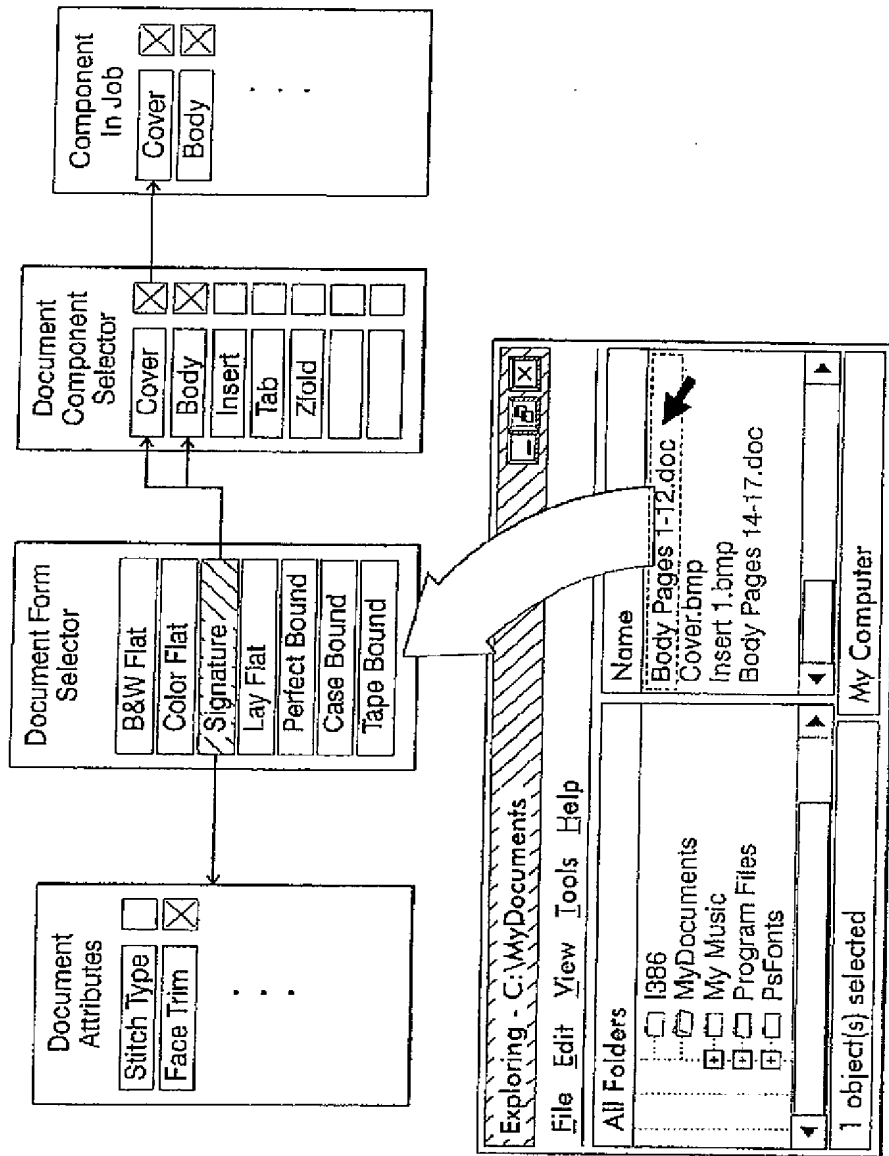 Document
Attributes
Stitch Type
Face Trim
Document Form
Selector
B&W Flat
Color Flat
Signature
Lay Flat
Perfect Bound
Case Bound
Tape Bound
Document
Component
Selector
Cover
Body
Insert
Tab
Zfold
Component
In Job
Cover
Body
Exploring - C:\MyDocuments
File Edit View Tools Help
All Folders
I386
MyDocuments
My Music
Program Files
PsFonts
Name
Body Pages 1-12.doc
Cover.bmp
Insert 1.bmp
Body Pages 14-17.doc
1 object(s) selected
My Computer